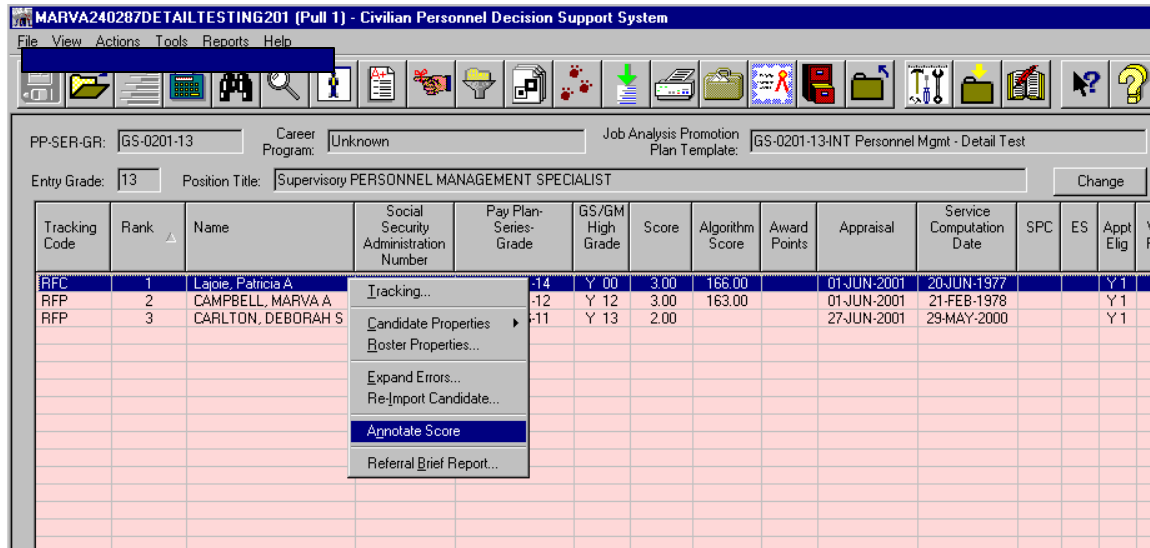 MARVA240287DETAILTESTING201 (Pull 1) - Civilian Personnel Decision Support System
File View Actions Tools Reports Help
PP-SER-GR: GS-0201-13 Career Program: Unknown Job Analysis Promotion Plan Template: GS-0201-13-INT Personnel Mgmt - Detail Test
Entry Grade: 13 Position Title: Supervisory PERSONNEL MANAGEMENT SPECIALIST Change
Tracking Code Rank Name Social Security Administration Number Pay Plan-Series-Grade GS/GM High Grade Score Algorithm Score Award Points Appraisal Service Computation Date SPC ES Appt Elig
RFC 1 Lajoie, Patricia A -14 Y 00 3.00 166.00 01-JUN-2001 20-JUN-1977 Y 1
RFP 2 CAMPBELL, MARVA A -12 Y 12 3.00 163.00 01-JUN-2001 21-FEB-1978 Y 1
RFP 3 CARLTON, DEBORAH S -11 Y 13 2.00 27-JUN-2001 29-MAY-2000 Y 1
Tracking...
Candidate Properties
Roster Properties...
Expand Errors...
Re-Import Candidate...
Annotate Score
Referral Brief Report...